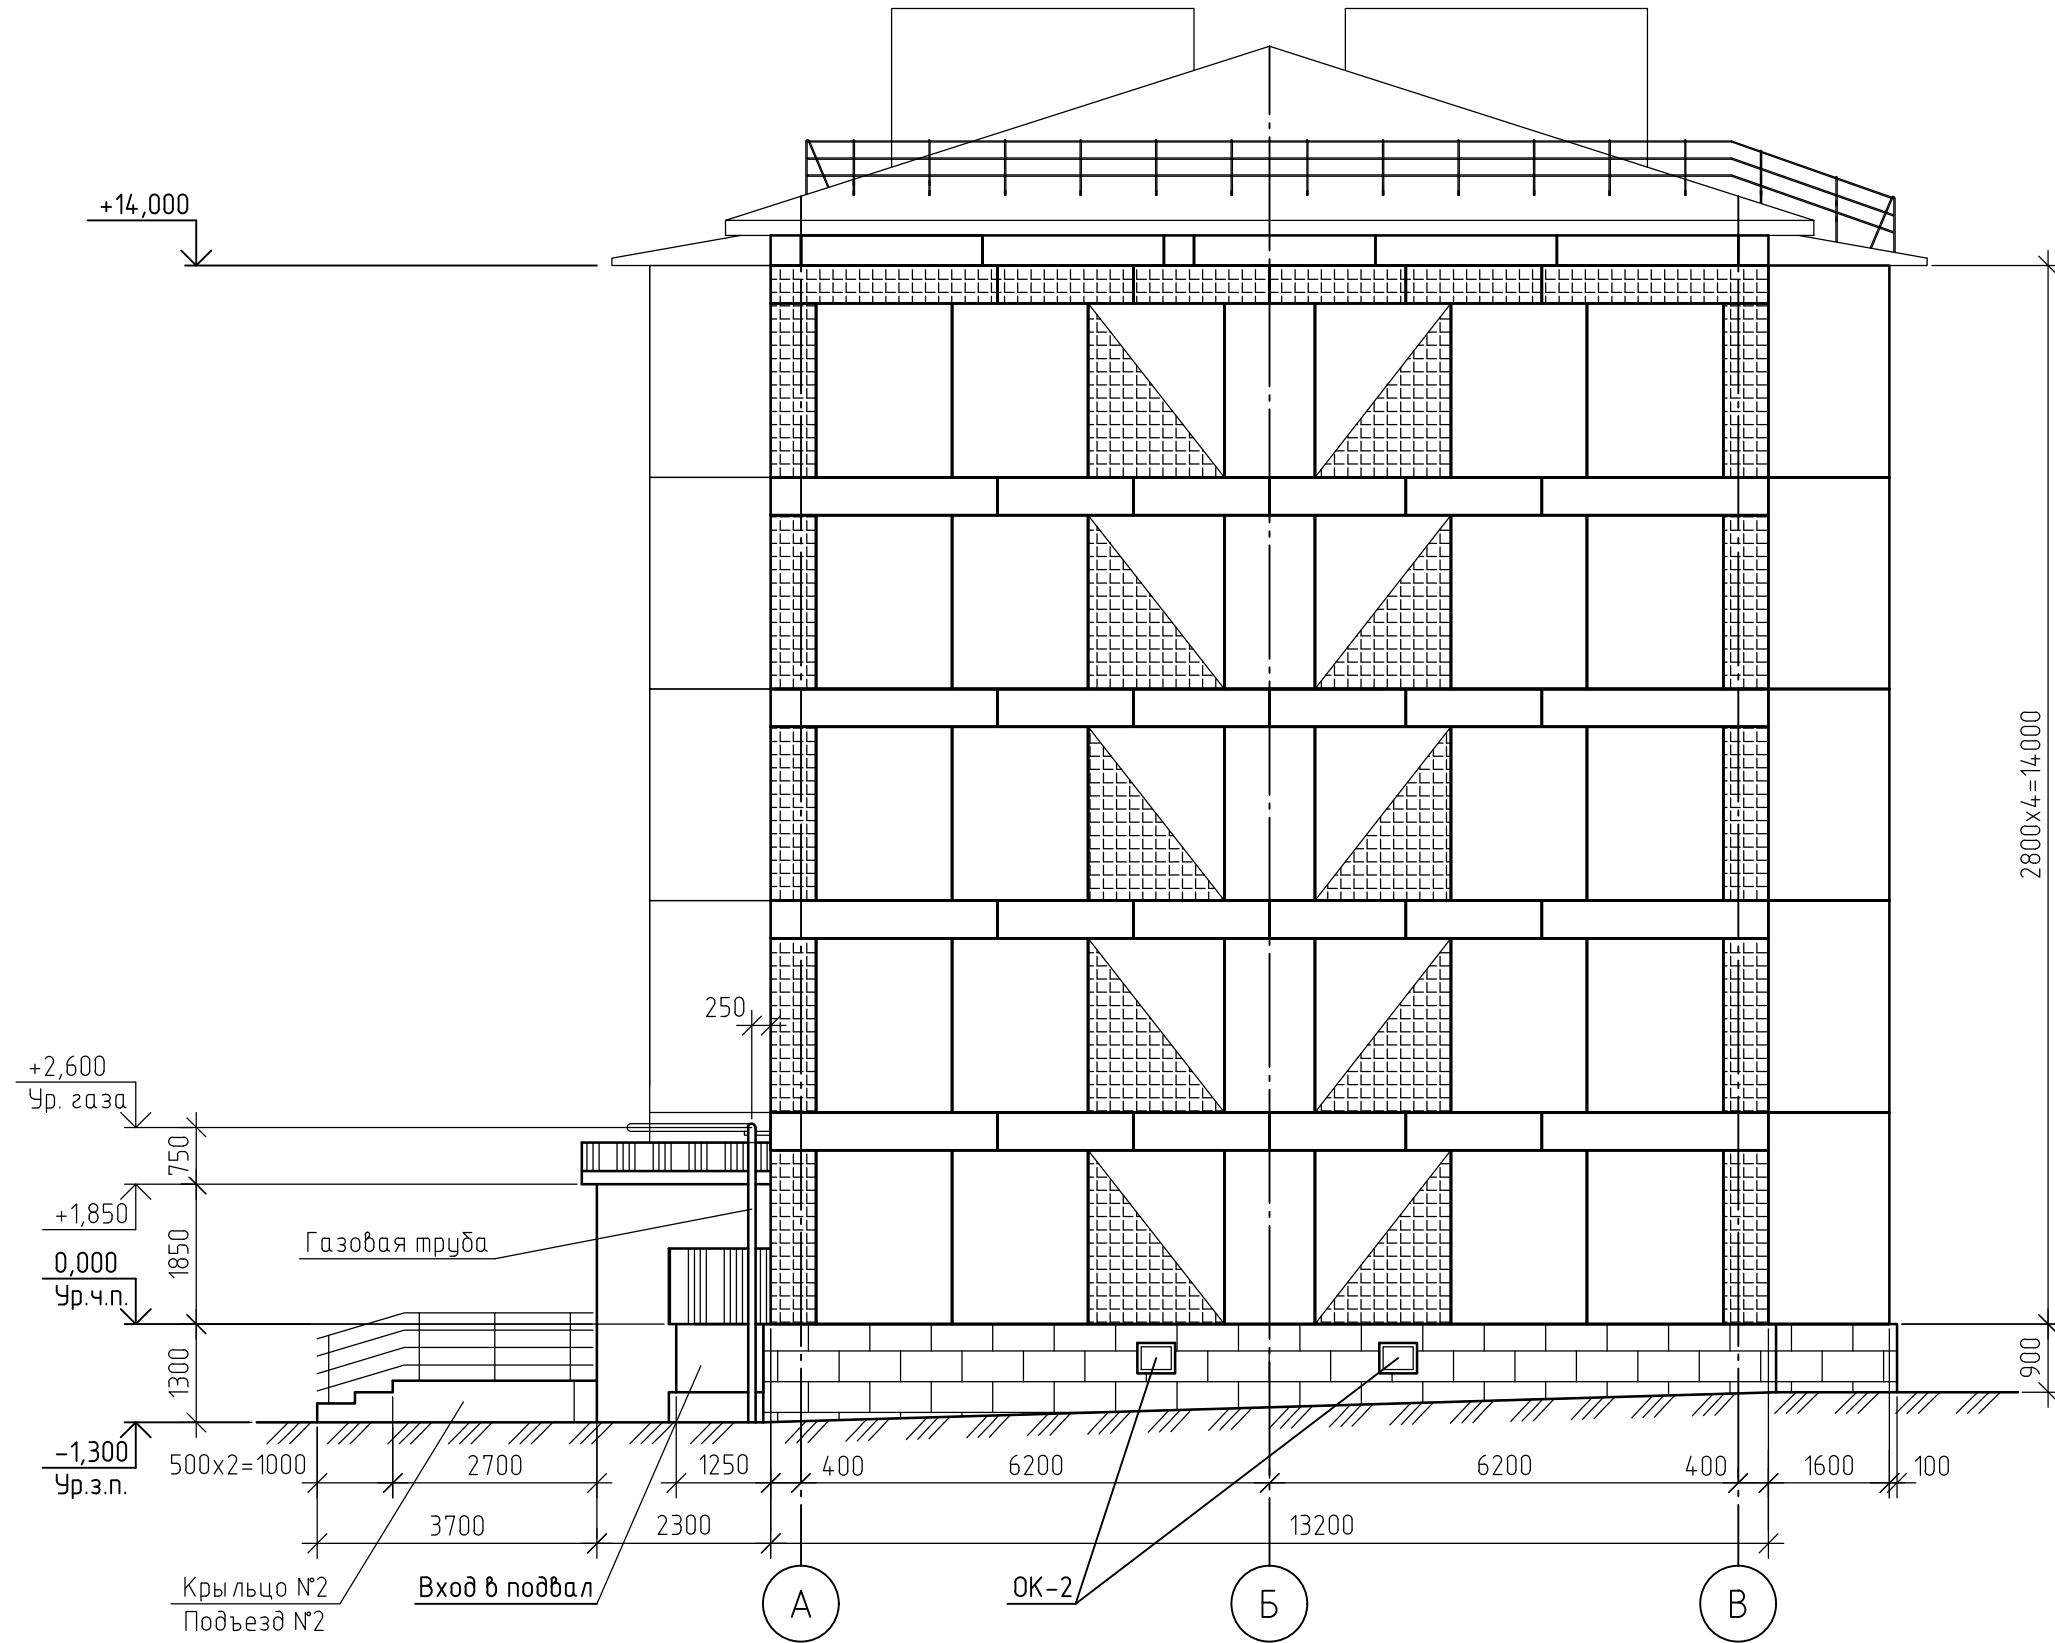 +14,000
2800х4=14000
250
+2,600
Ур. газа
750
+1,850
1850
Газовая труба
0,000
Ур.ч.п.
1300
900
-1,300
Ур.з.п.
500х2=1000
2700
1250
400
6200
6200
400
1600
100
3700
2300
13200
Крыльцо №2
Подъезд №2
Вход в подвал
ОК-2
А
Б
В